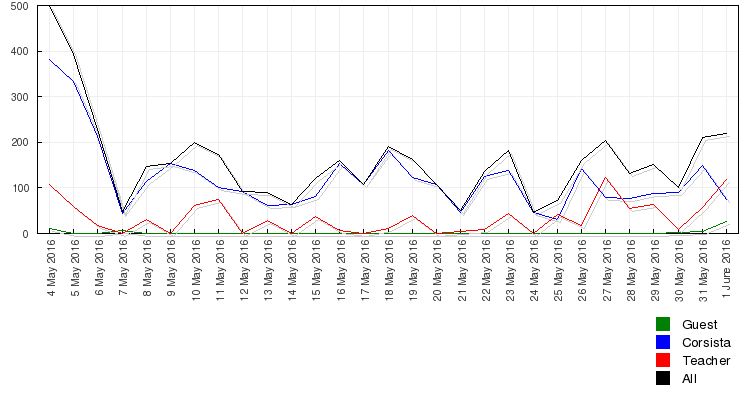 500
400
300
200
100
0
4 May 2016
5 May 2016
6 May 2016
7 May 2016
8 May 2016
9 May 2016
10 May 2016
11 May 2016
12 May 2016
13 May 2016
14 May 2016
15 May 2016
16 May 2016
17 May 2016
18 May 2016
19 May 2016
20 May 2016
21 May 2016
22 May 2016
23 May 2016
24 May 2016
25 May 2016
26 May 2016
27 May 2016
28 May 2016
29 May 2016
30 May 2016
31 May 2016
1 June 2016
Guest
Corsista
Teacher
All